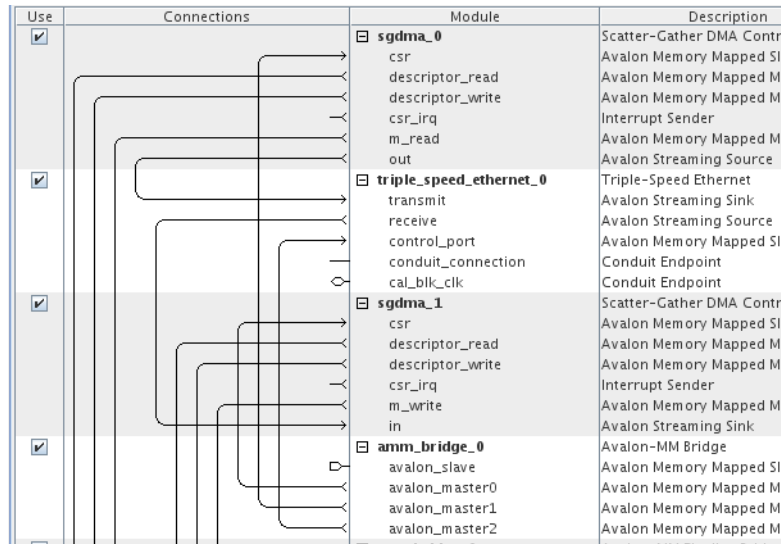 Use Connections Module Description
sgdma_0 Scatter-Gather DMA Contr
csr Avalon Memory Mapped Sl
descriptor_read Avalon Memory Mapped M
descriptor_write Avalon Memory Mapped M
csr_irq Interrupt Sender
m_read Avalon Memory Mapped M
out Avalon Streaming Source
triple_speed_ethernet_0 Triple-Speed Ethernet
transmit Avalon Streaming Sink
receive Avalon Streaming Source
control_port Avalon Memory Mapped Sl
conduit_connection Conduit Endpoint
cal_blk_clk Conduit Endpoint
sgdma_1 Scatter-Gather DMA Contr
csr Avalon Memory Mapped Sl
descriptor_read Avalon Memory Mapped M
descriptor_write Avalon Memory Mapped M
csr_irq Interrupt Sender
m_write Avalon Memory Mapped M
in Avalon Streaming Sink
amm_bridge_0 Avalon-MM Bridge
avalon_slave Avalon Memory Mapped Sl
avalon_master0 Avalon Memory Mapped M
avalon_master1 Avalon Memory Mapped M
avalon_master2 Avalon Memory Mapped M